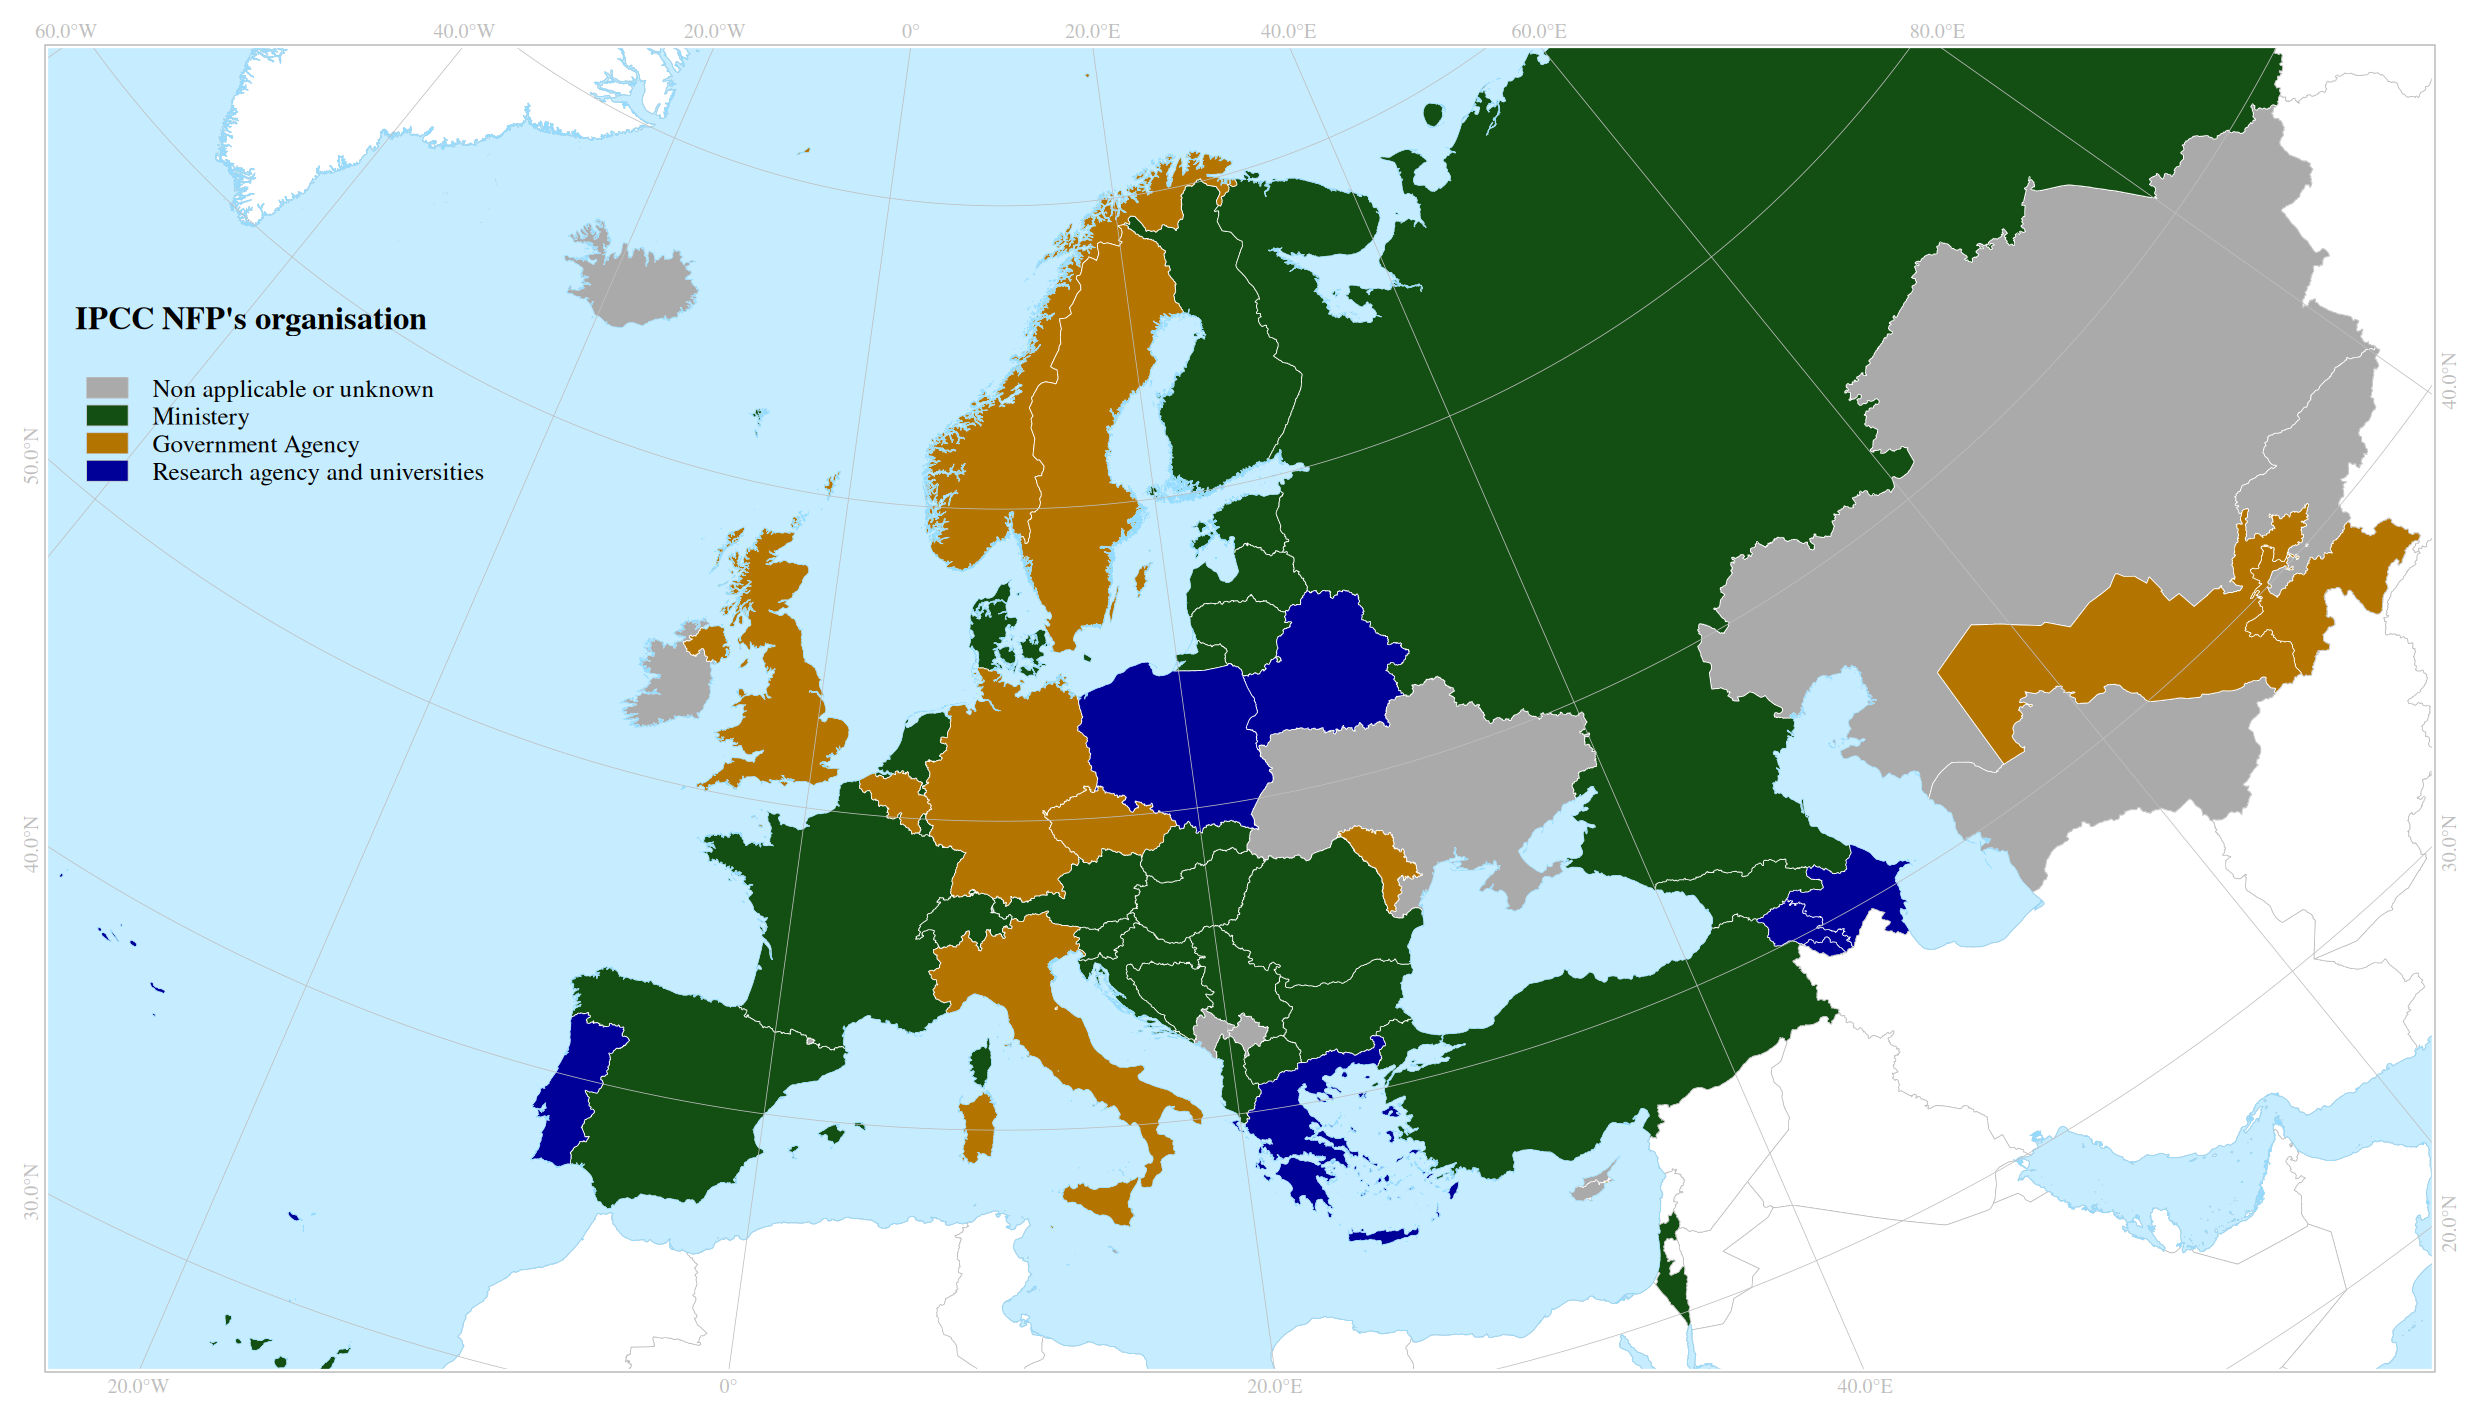 60.0°W 40.0°W 20.0°W 0° 20.0°E 40.0°E 60.0°E 80.0°E
IPCC NFP's organisation
Non applicable or unknown
Ministery
Government Agency
Research agency and universities
50.0°N
40.0°N
30.0°N
40.0°N
30.0°N
20.0°N
20.0°W 0° 20.0°E 40.0°E